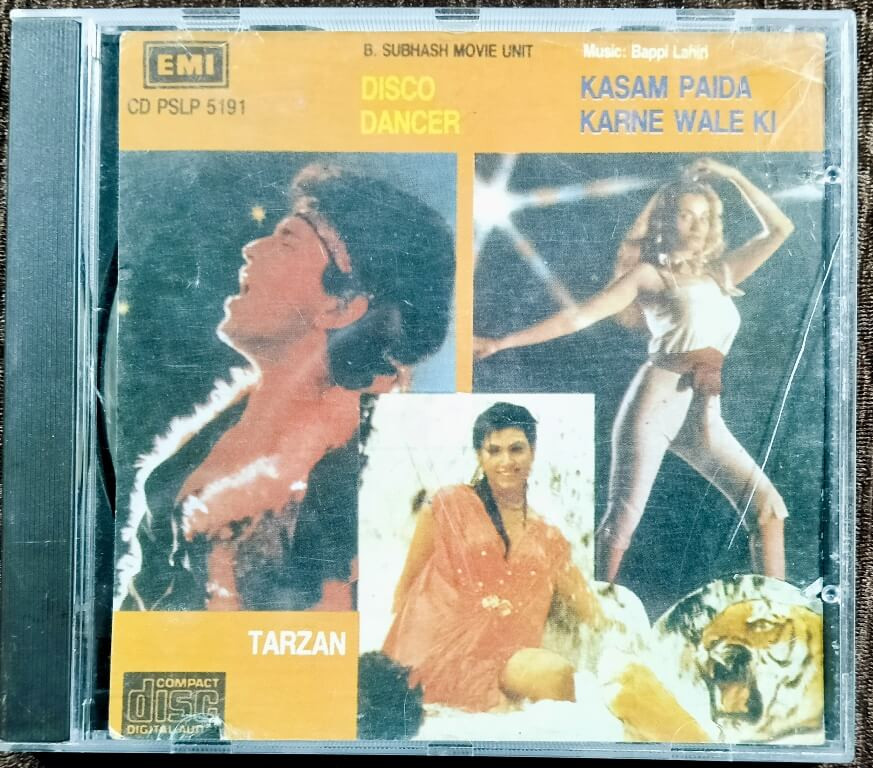 EMI
CD PSLP 5191
B. SUBHASH MOVIE UNIT
DISCO
DANCER
Music: Bappi Lahiri
KASAM PAIDA
KARNE WALE KI
TARZAN
COMPACT
disc
DIGITAL AUDIO